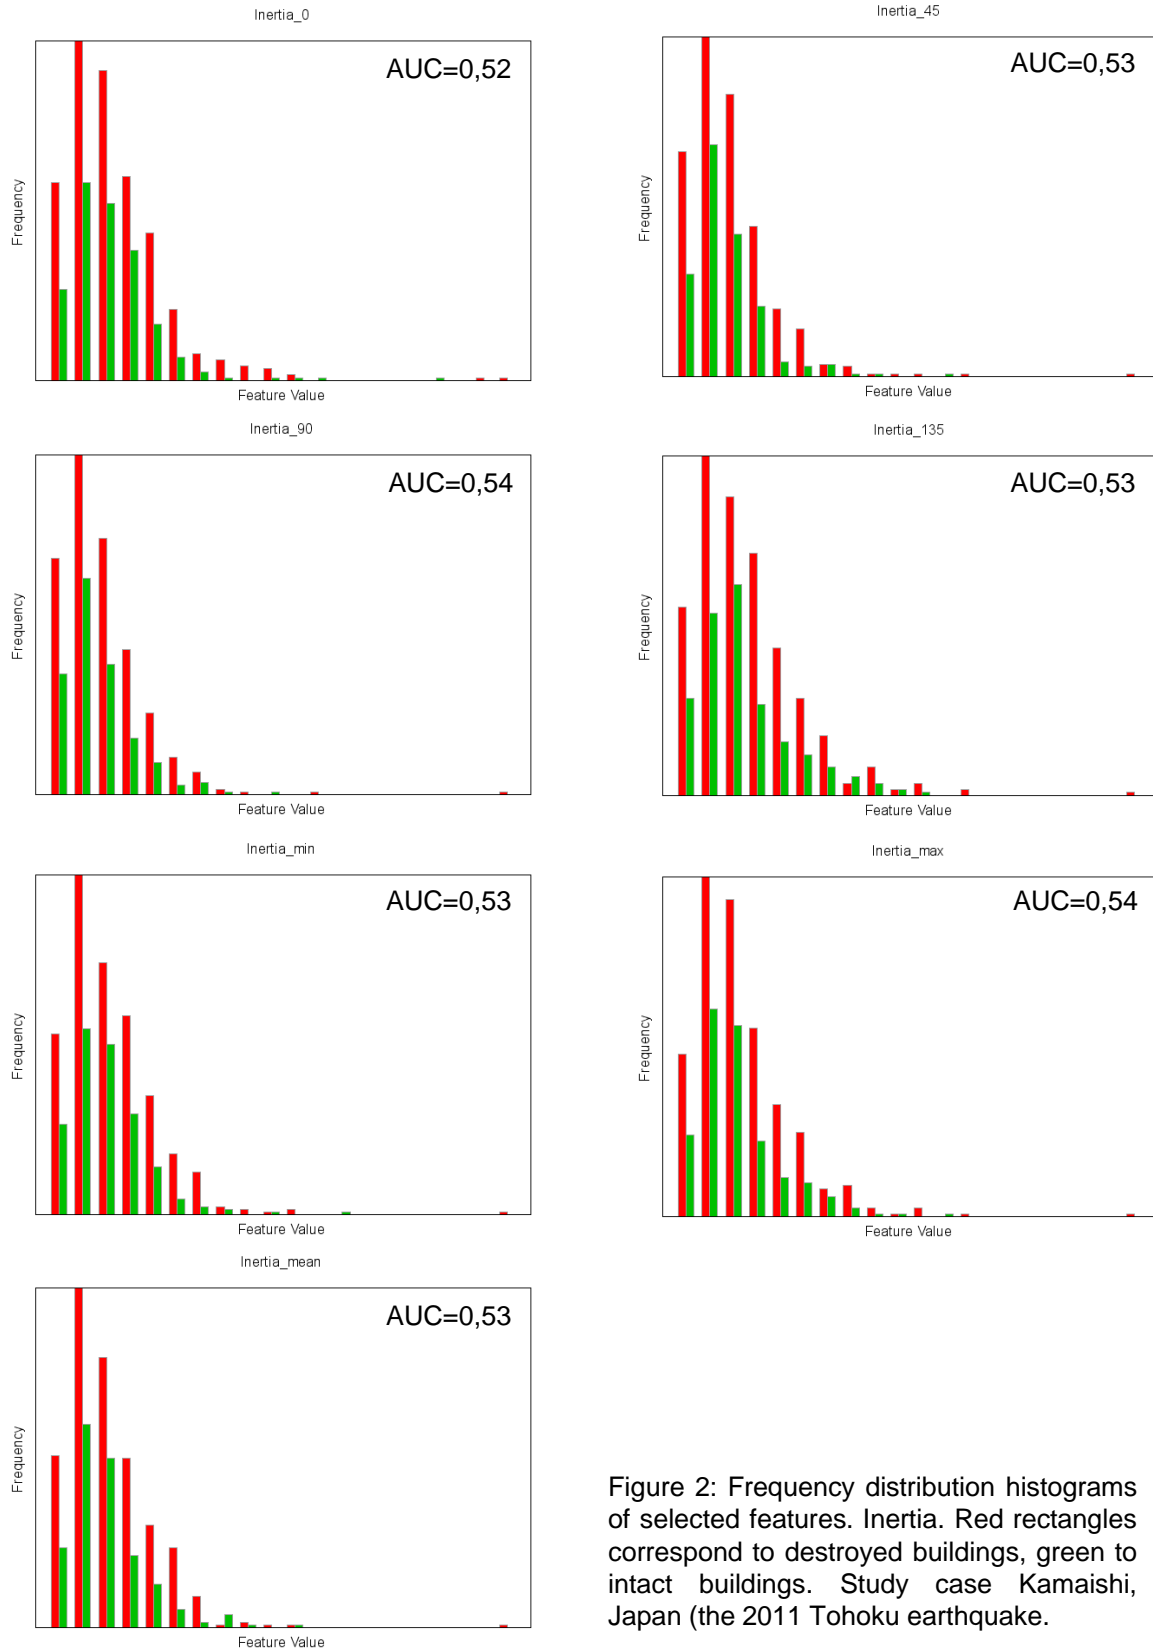 Inertia_0
AUC=0,52
Frequency
Feature Value
Inertia_45
AUC=0,53
Frequency
Feature Value
Inertia_90
AUC=0,54
Frequency
Feature Value
Inertia_135
AUC=0,53
Frequency
Feature Value
Inertia_min
AUC=0,53
Frequency
Feature Value
Inertia_max
AUC=0,54
Frequency
Feature Value
Inertia_mean
AUC=0,53
Frequency
Feature Value
Figure 2: Frequency distribution histograms
of selected features. Inertia. Red rectangles
correspond to destroyed buildings, green to
intact buildings. Study case Kamaishi,
Japan (the 2011 Tohoku earthquake.